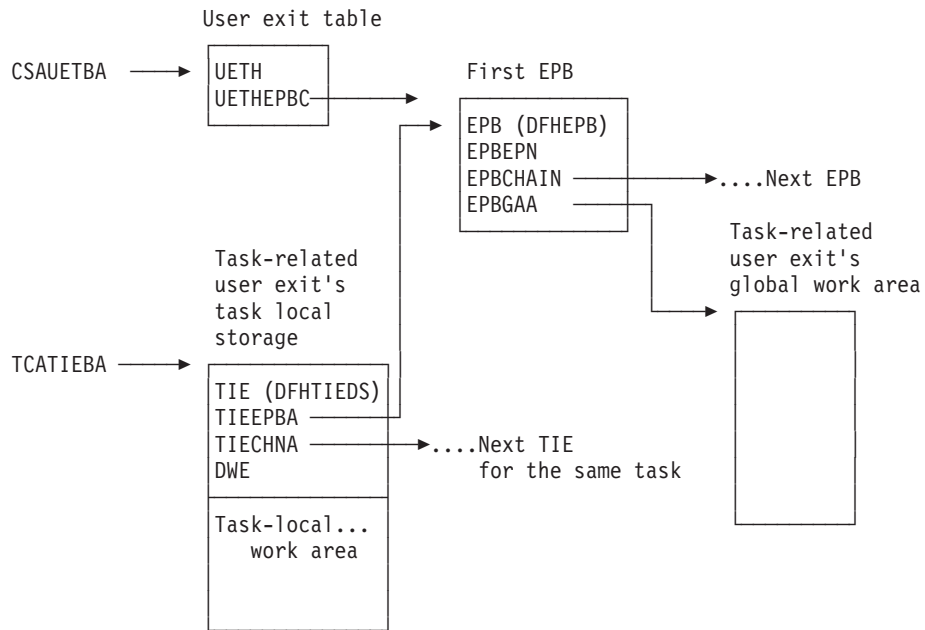 User exit table
CSAUETBA
UETH
UETHEPBC
First EPB
EPB (DFHEPB)
EPBEPN
EPBCHAIN
....Next EPB
EPBGAA
Task-related
user exit's
global work area
Task-related
user exit's
task local
storage
TCATIEBA
TIE (DFHTIEDS)
TIEEPBA
TIECHNA
....Next TIE
for the same task
DWE
Task-local...
work area